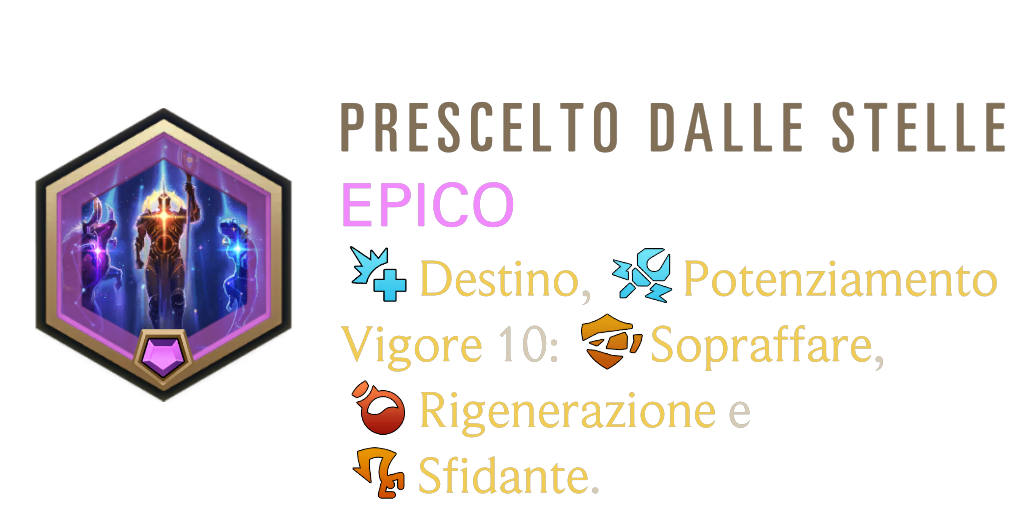 PRESCELTO DALLE STELLE
EPICO
Destino, Potenziamento
Vigore 10: Sopraffare,
Rigenerazione e
Sfidante.